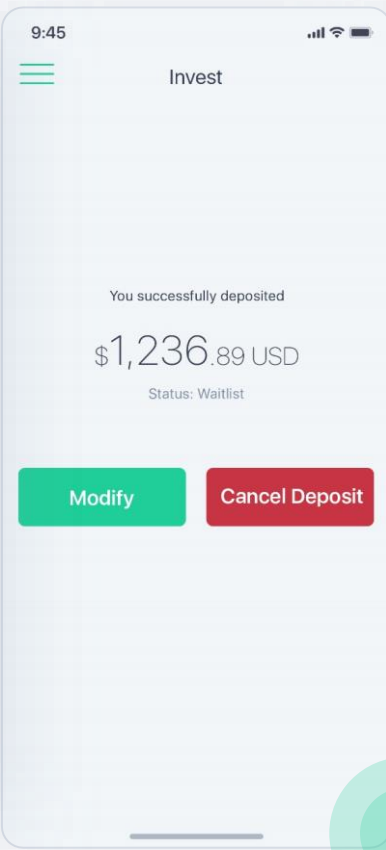 9:45
Invest
You successfully deposited
$1,236.89 USD
Status: Waitlist
Modify
Cancel Deposit